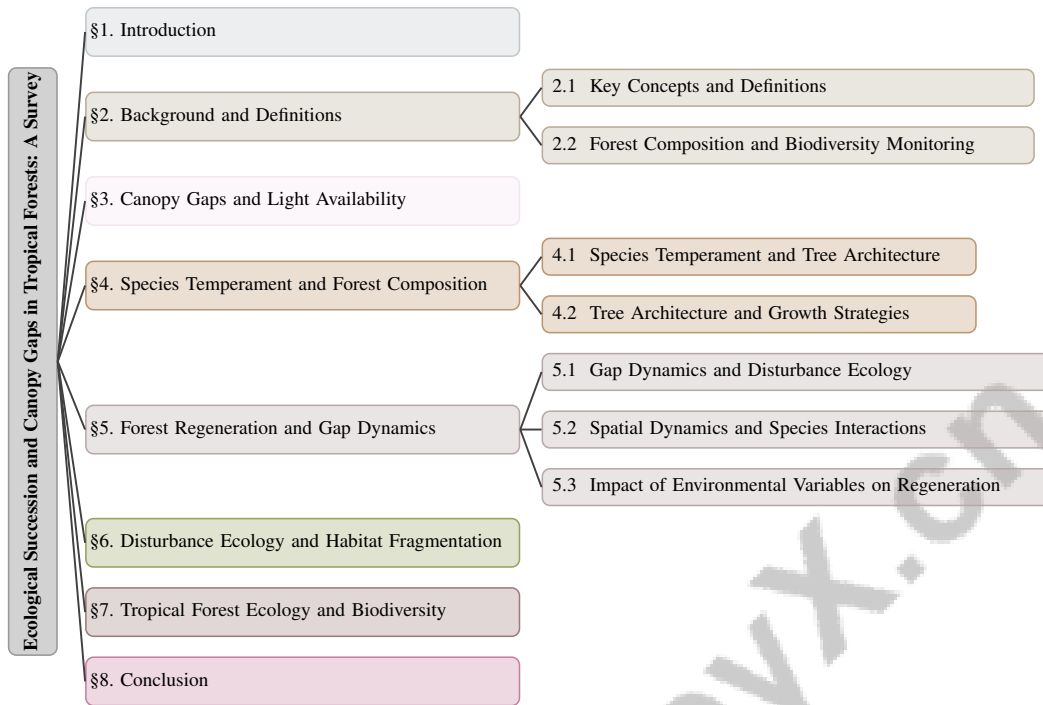 Ecological Succession and Canopy Gaps in Tropical Forests: A Survey
§1. Introduction
§2. Background and Definitions
2.1 Key Concepts and Definitions
2.2 Forest Composition and Biodiversity Monitoring
§3. Canopy Gaps and Light Availability
§4. Species Temperament and Forest Composition
4.1 Species Temperament and Tree Architecture
4.2 Tree Architecture and Growth Strategies
§5. Forest Regeneration and Gap Dynamics
5.1 Gap Dynamics and Disturbance Ecology
5.2 Spatial Dynamics and Species Interactions
5.3 Impact of Environmental Variables on Regeneration
§6. Disturbance Ecology and Habitat Fragmentation
§7. Tropical Forest Ecology and Biodiversity
§8. Conclusion